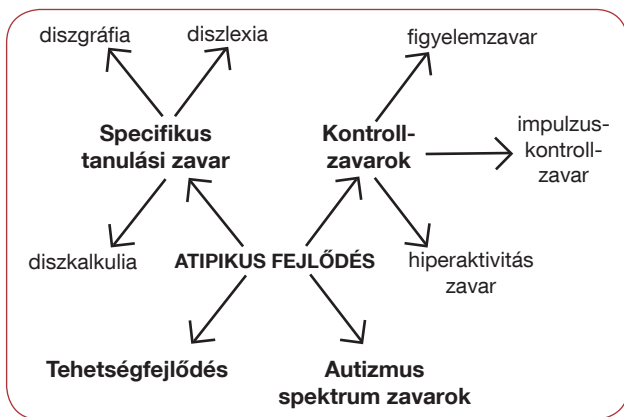 diszgráfia
diszlexia
figyelemzavar
Specifikus
tanulási zavar
Kontroll-
zavarok
impulzus-
kontroll-
zavar
diszkalkulia
ATIPIKUS FEJLŐDÉS
hiperaktivitás
zavar
Tehetségfejlődés
Autizmus
spektrum zavarok